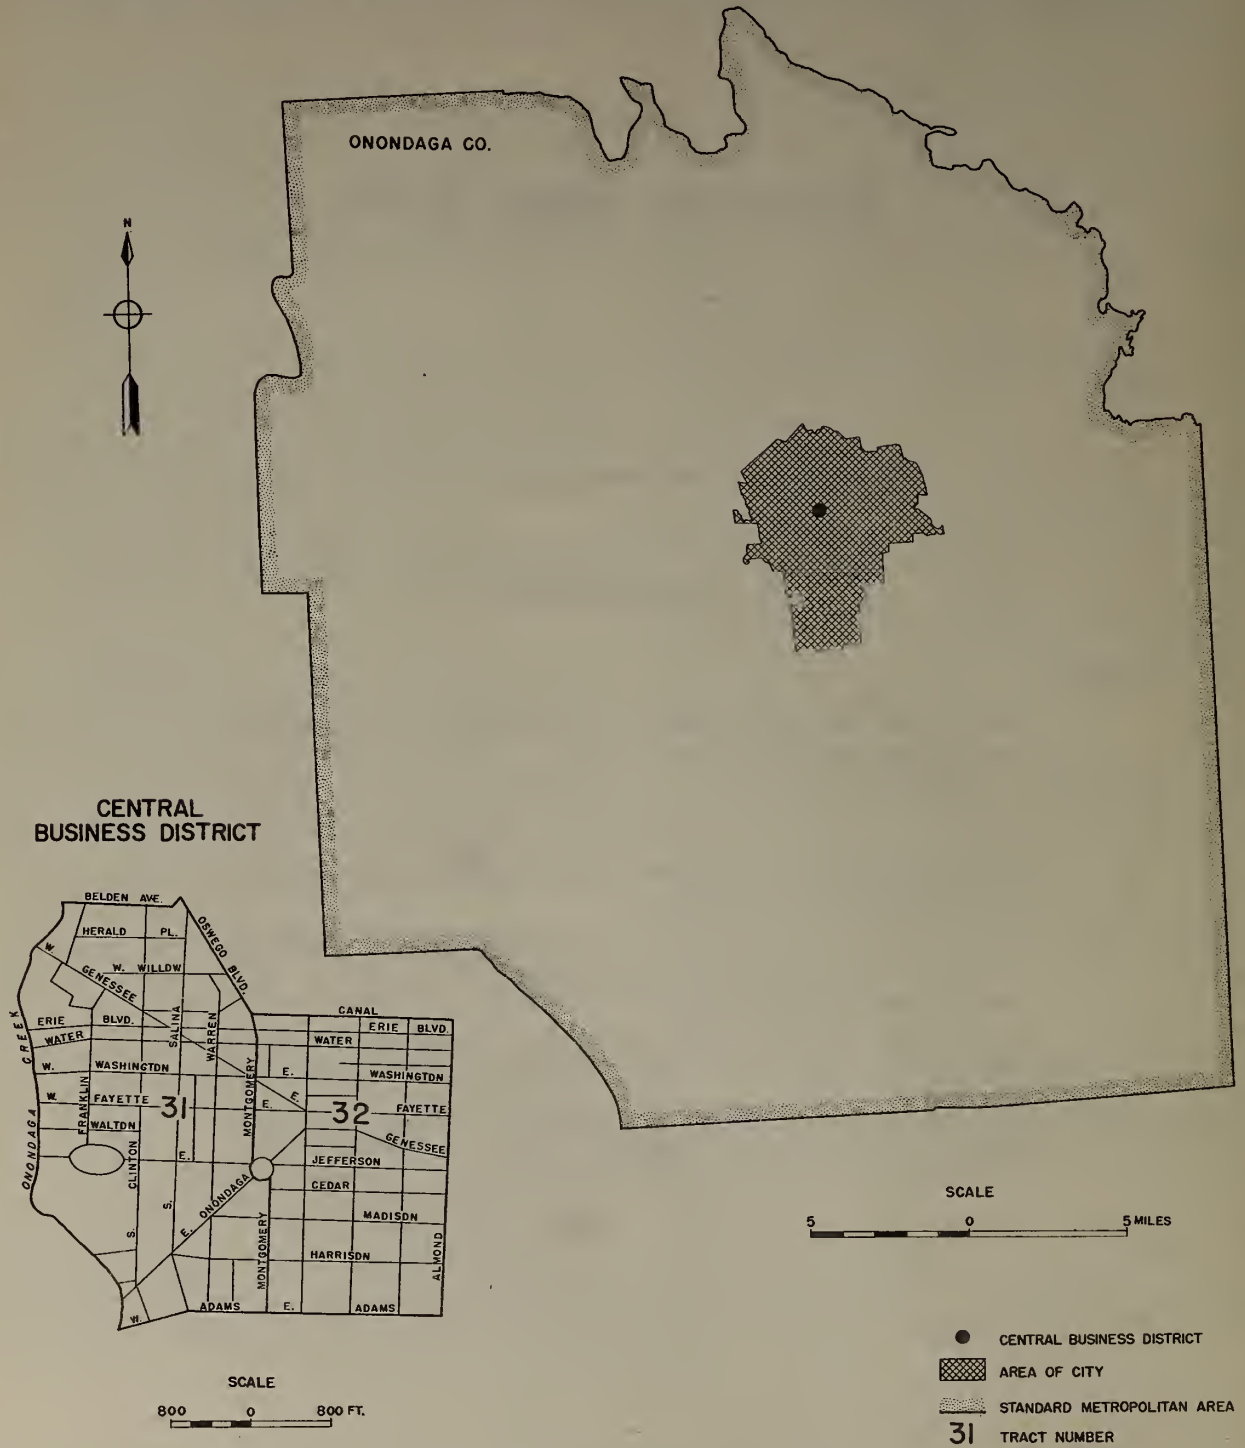 ONONDAGA CO.
N
CENTRAL
BUSINESS DISTRICT
BELDEN AVE.
OSWEGO BLVD.
HERALD PL.
W.
GENESSEE
W. WILLOW
CANAL
ERIE BLVD.
ERIE BLVD.
WATER
WATER
SALINA
WARREN
CREEK
W. WASHINGTON
E. WASHINGTON
MONTGOMERY
E.
W. FAYETTE
E. FAYETTE
31
32
FRANKLIN
WALTON
GENESSEE
ONONDAGA
CLINTON
E. JEFFERSON
CEDAR
E. ONONDAGA
S.
MADISON
S.
MONTGOMERY
HARRISON
ALMOND
W.
ADAMS E. ADAMS
SCALE
800 0 800 FT.
SCALE
5 0 5 MILES
CENTRAL BUSINESS DISTRICT
AREA OF CITY
STANDARD METROPOLITAN AREA
31 TRACT NUMBER